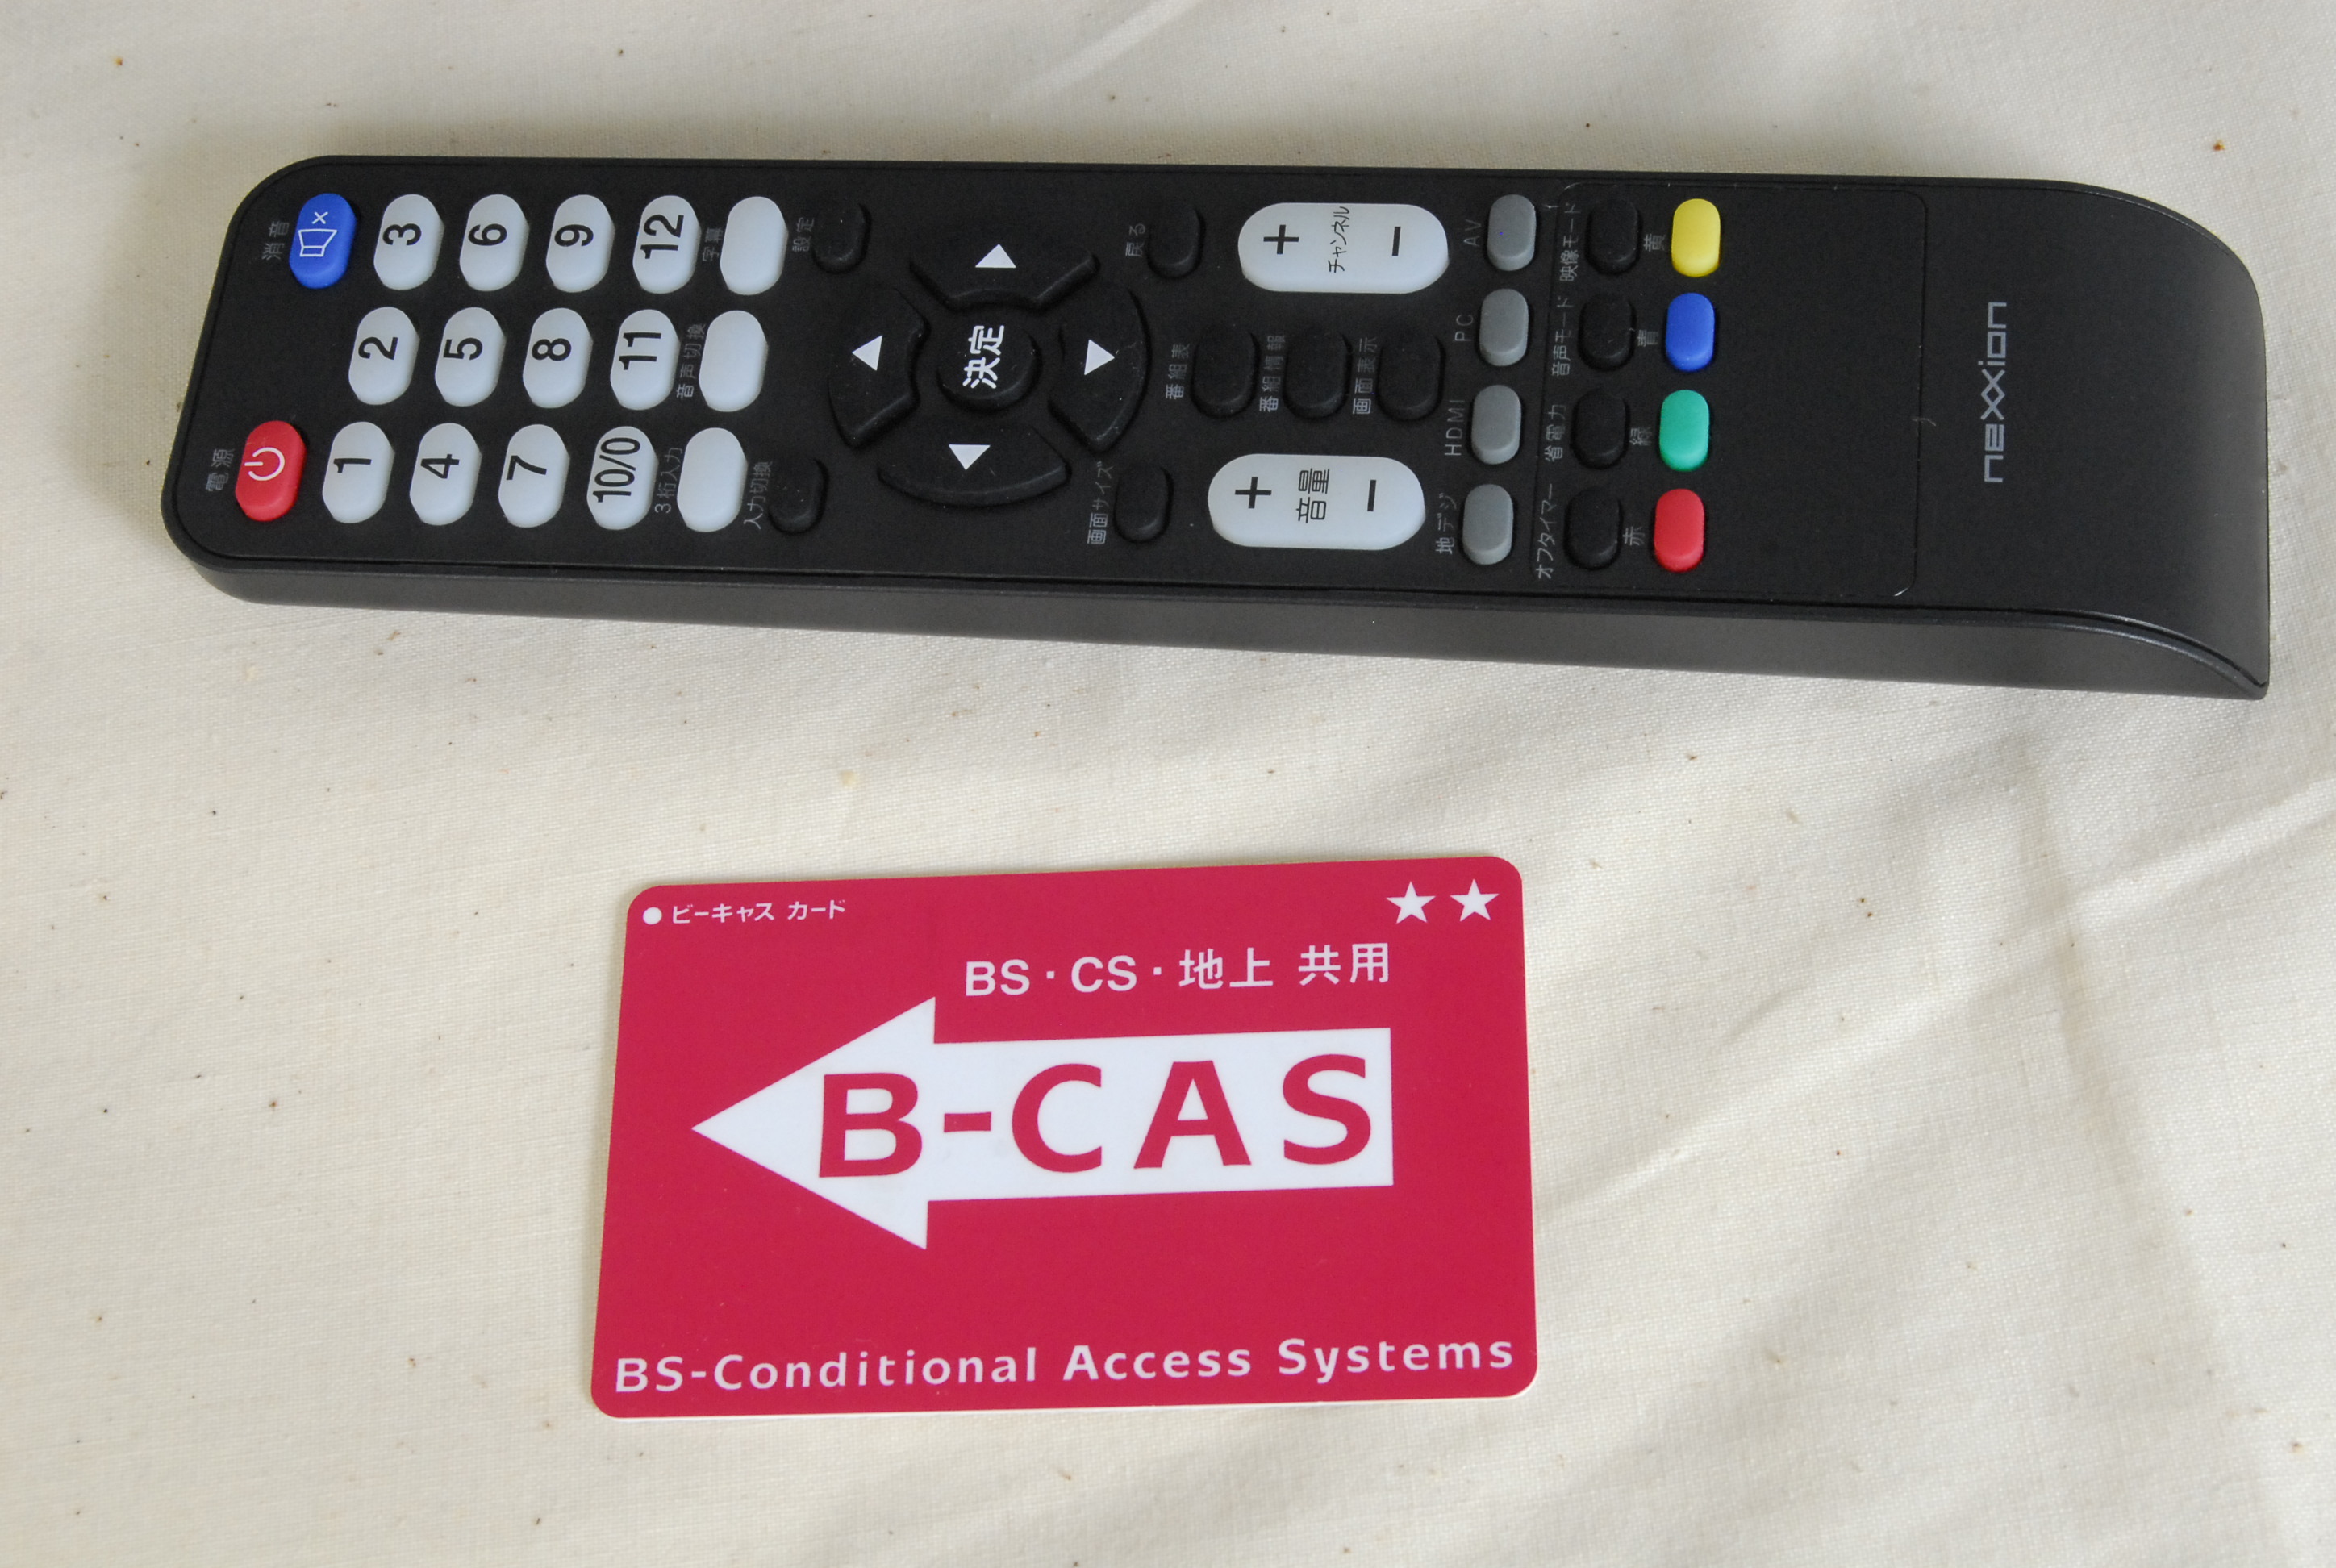 電源
消音
1
2
3
4
5
6
7
8
9
10/0
11
12
3桁入力
音声切換
字幕
入力切換
設定
決定
画面サイズ
戻る
番組表
番組情報
画面表示
+
音量
-
+
チャンネル
-
地デジ
HDMI
PC
AV
オフタイマー
省電力
音声モード
映像モード
赤
緑
青
黄
nexxion
●ビーキャス カード
★★
BS・CS・地上 共用
B-CAS
BS-Conditional Access Systems